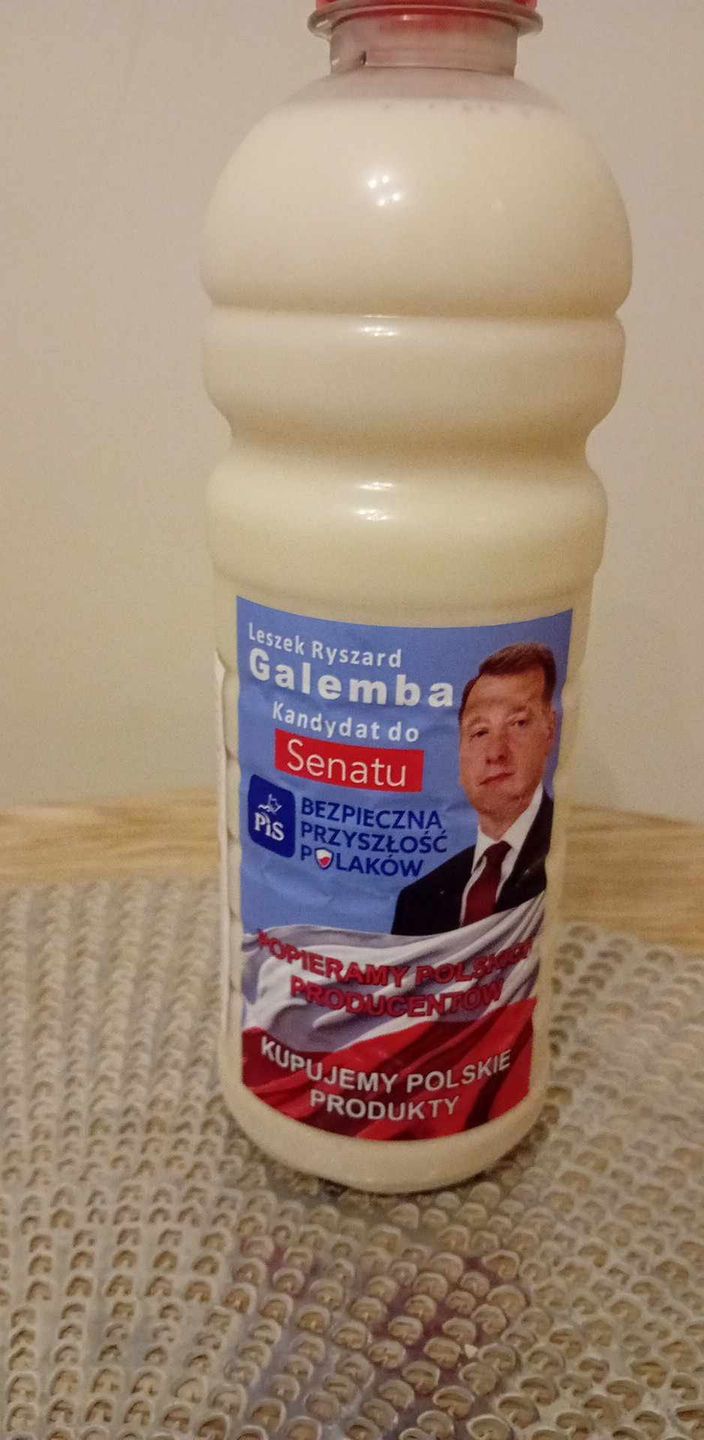 Leszek Ryszard
Galemba
Kandydat do
Senatu
PiS
BEZPIECZNA
PRZYSZŁOŚĆ
POLAKÓW
POPIERAMY POLSKICH
PRODUCENTÓW
KUPUJEMY POLSKIE
PRODUKTY